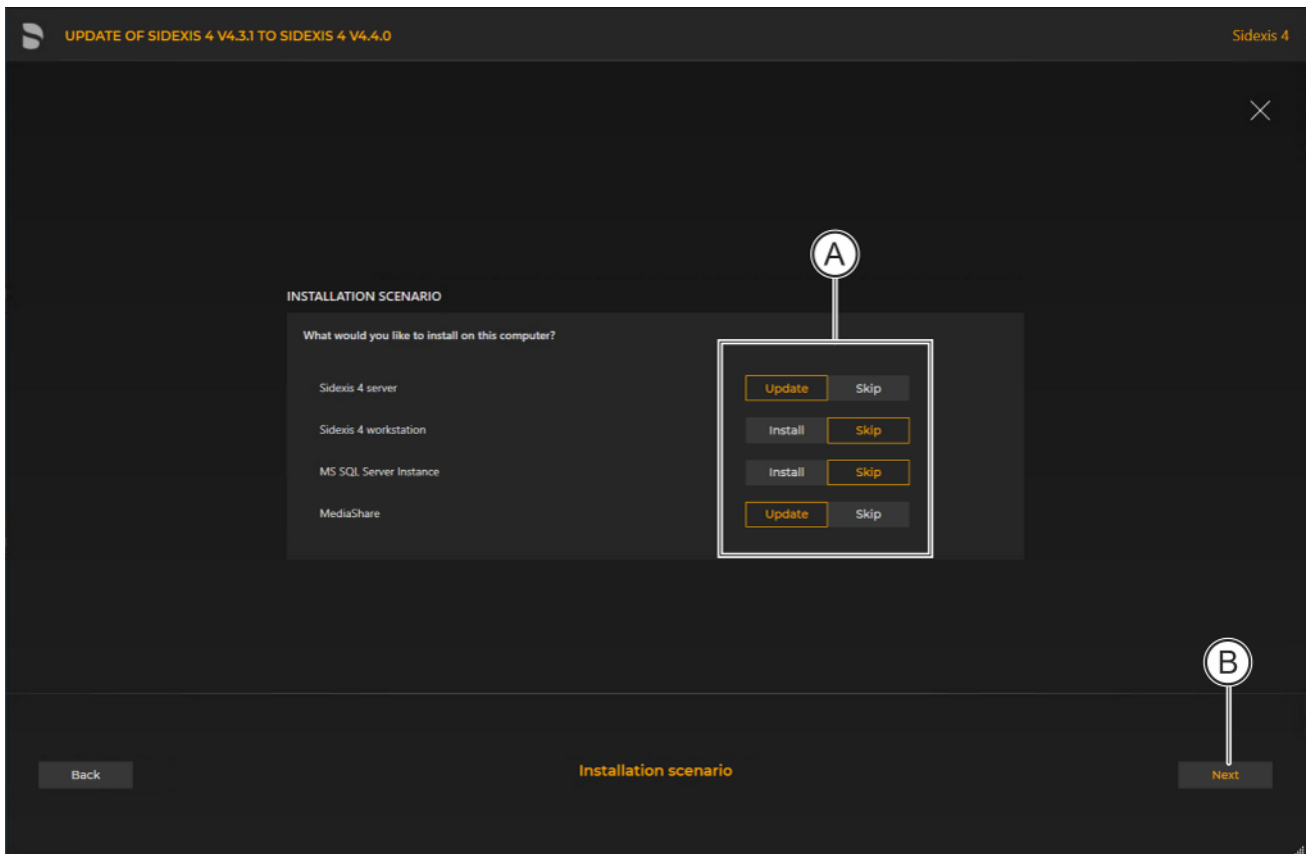 UPDATE OF SIDEXIS 4 V4.3.1 TO SIDEXIS 4 V4.4.0 Sidexis 4
A
INSTALLATION SCENARIO
What would you like to install on this computer?
Sidexis 4 server Update Skip
Sidexis 4 workstation Install Skip
MS SQL Server Instance Install Skip
MediaShare Update Skip
B
Back Installation scenario Next